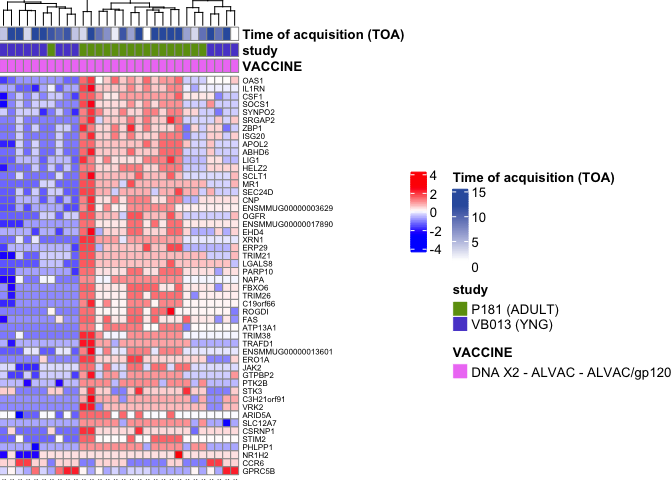 Time of acquisition (TOA)
study
VACCINE
OAS1
IL1RN
CSF1
SOCS1
SYNPO2
SRGAP2
ZBP1
ISG20
APOL2
ABHD6
LIG1
HELZ2
SCLT1
MR1
SEC24D
CNP
ENSMMUG00000003629
OGFR
ENSMMUG00000017890
EHD4
XRN1
ERP29
TRIM21
LGALS8
PARP10
NAPA
FBXO6
TRIM26
C19orf66
ROGDI
FAS
ATP13A1
TRIM38
TRAFD1
ENSMMUG00000013601
ERO1A
JAK2
GTPBP2
PTK2B
STK3
C3H21orf91
VRK2
ARID5A
SLC12A7
CSRNP1
STIM2
PHLPP1
NR1H2
CCR6
GPRC5B
4
2
0
-2
-4
Time of acquisition (TOA)
15
10
5
0
study
P181 (ADULT)
VB013 (YNG)
VACCINE
DNA X2 - ALVAC - ALVAC/gp120